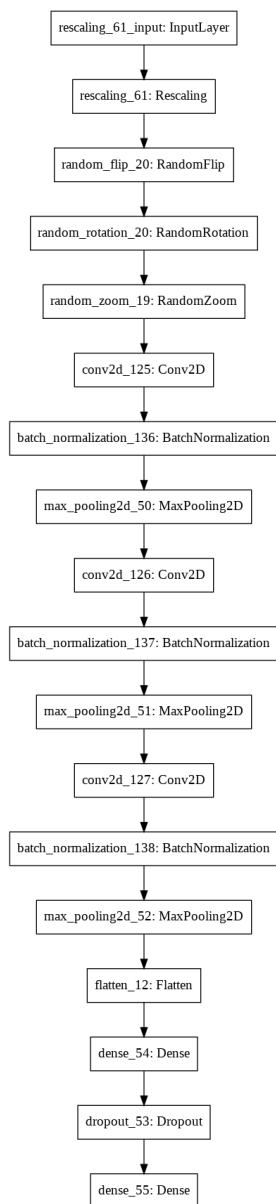 rescaling_61_input: InputLayer
rescaling_61: Rescaling
random_flip_20: RandomFlip
random_rotation_20: RandomRotation
random_zoom_19: RandomZoom
conv2d_125: Conv2D
batch_normalization_136: BatchNormalization
max_pooling2d_50: MaxPooling2D
conv2d_126: Conv2D
batch_normalization_137: BatchNormalization
max_pooling2d_51: MaxPooling2D
conv2d_127: Conv2D
batch_normalization_138: BatchNormalization
max_pooling2d_52: MaxPooling2D
flatten_12: Flatten
dense_54: Dense
dropout_53: Dropout
dense_55: Dense